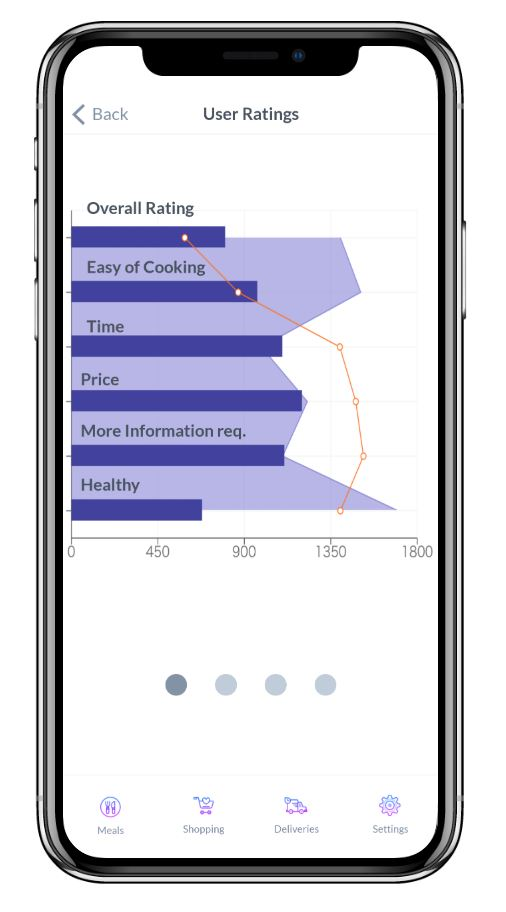 Back
User Ratings
Overall Rating
Easy of Cooking
Time
Price
More Information req.
Healthy
0 450 900 1350 1800
Meals Shopping Deliveries Settings